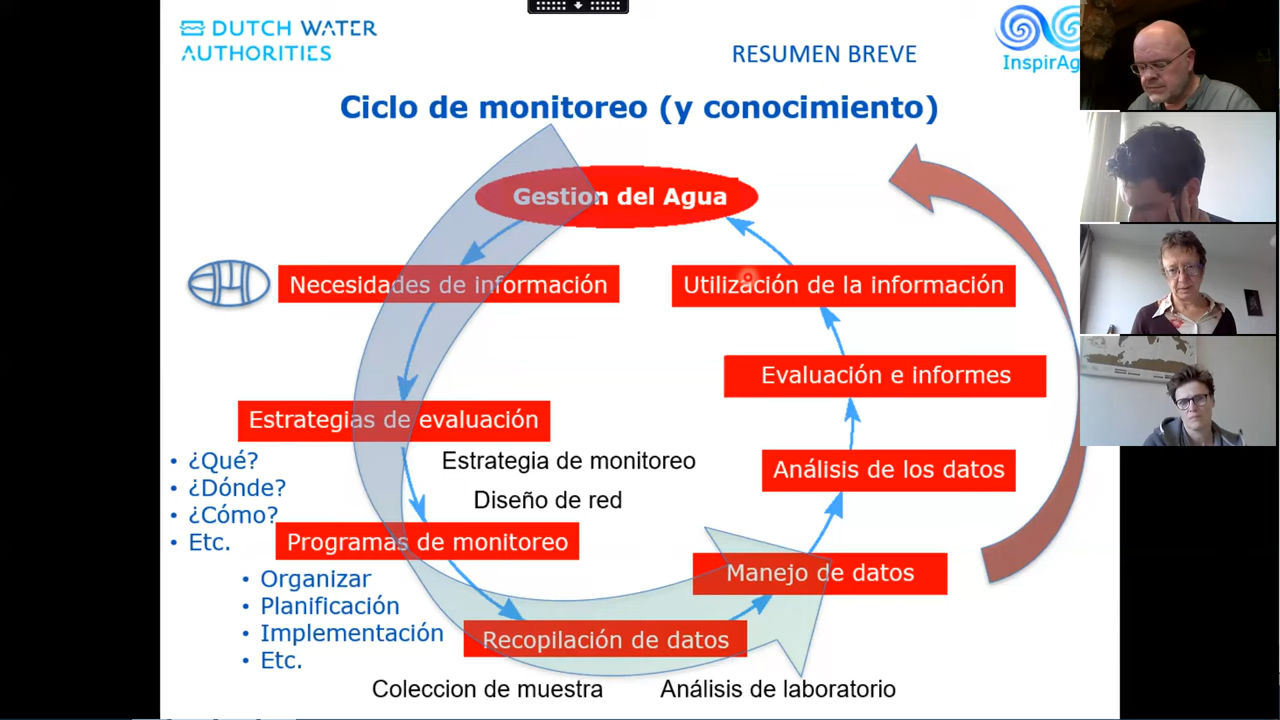 DUTCH WATER
AUTHORITIES
RESUMEN BREVE
InspirAg
Ciclo de monitoreo (y conocimiento)
Gestion del Agua
Necesidades de información
Utilización de la información
Evaluación e informes
Estrategias de evaluación
• ¿Qué?
• ¿Dónde?
• ¿Cómo?
• Etc.
Estrategia de monitoreo
Diseño de red
Análisis de los datos
Programas de monitoreo
• Organizar
• Planificación
• Implementación
• Etc.
Manejo de datos
Recopilación de datos
Coleccion de muestra
Análisis de laboratorio